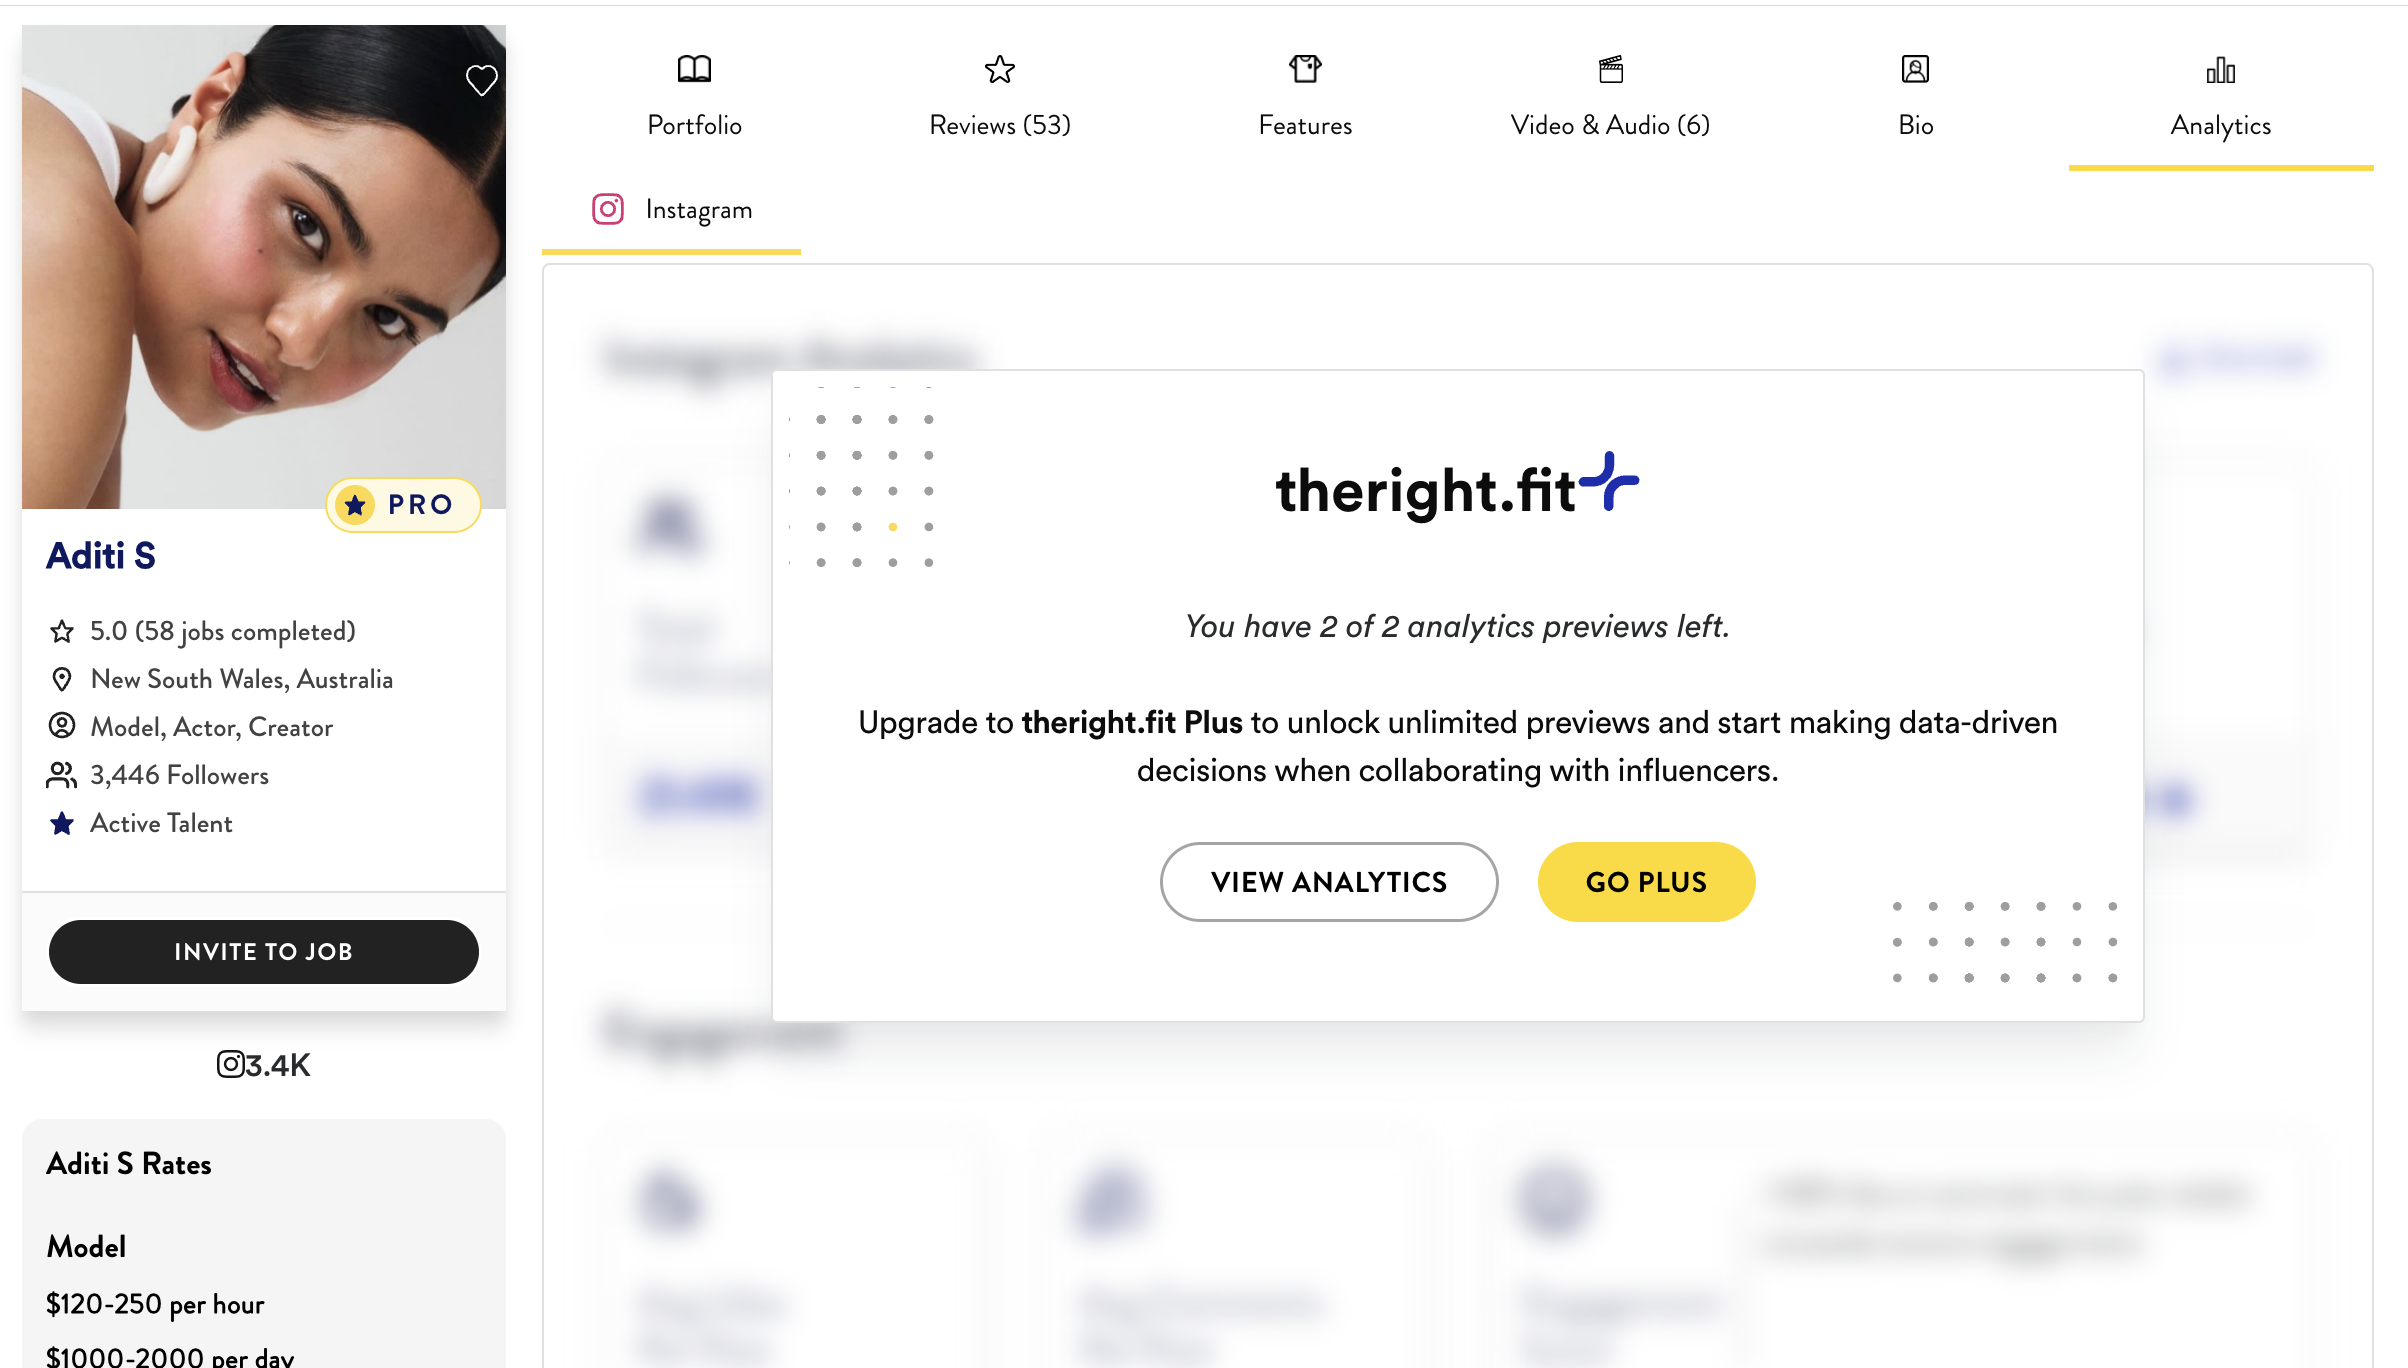 Portfolio
Reviews (53)
Features
Video & Audio (6)
Bio
Analytics
Instagram
PRO
Aditi S
5.0 (58 jobs completed)
New South Wales, Australia
Model, Actor, Creator
3,446 Followers
Active Talent
INVITE TO JOB
3.4K
Aditi S Rates
Model
$120-250 per hour
$1000-2000 per day
theright.fit
You have 2 of 2 analytics previews left.
Upgrade to theright.fit Plus to unlock unlimited previews and start making data-driven
decisions when collaborating with influencers.
VIEW ANALYTICS
GO PLUS